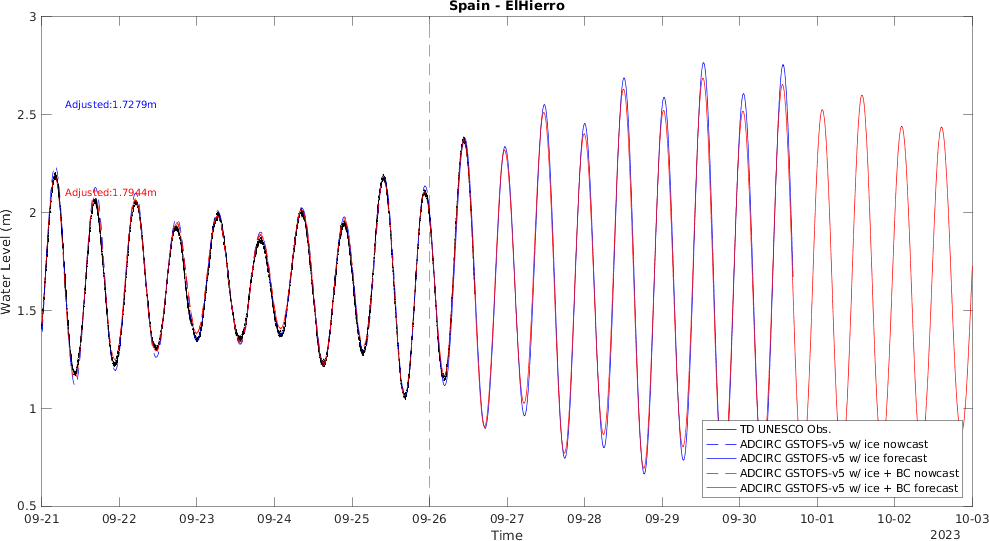 Spain - ElHierro
3
2.5
2
1.5
1
0.5
Water Level (m)
Adjusted:1.7279m
Adjusted:1.7944m
TD UNESCO Obs.
ADCIRC GSTOFS-v5 w/ ice nowcast
ADCIRC GSTOFS-v5 w/ ice forecast
ADCIRC GSTOFS-v5 w/ ice + BC nowcast
ADCIRC GSTOFS-v5 w/ ice + BC forecast
09-21 09-22 09-23 09-24 09-25 09-26 09-27 09-28 09-29 09-30 10-01 10-02 10-03
Time
2023